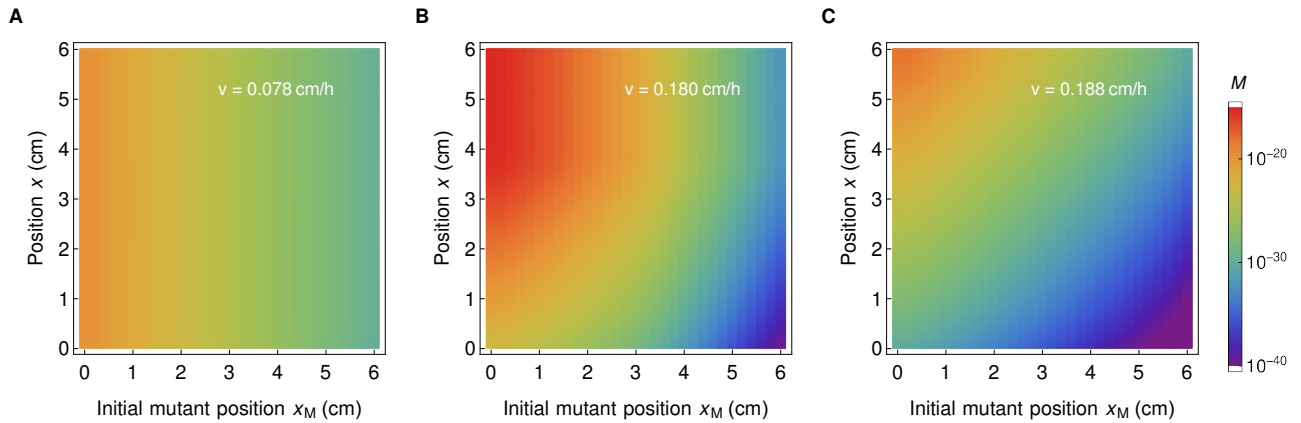 A
B
C
v = 0.078 cm/h
v = 0.180 cm/h
v = 0.188 cm/h
Position x (cm)
6
5
4
3
2
1
0
0 1 2 3 4 5 6
Initial mutant position xM (cm)
Position x (cm)
6
5
4
3
2
1
0
0 1 2 3 4 5 6
Initial mutant position xM (cm)
Position x (cm)
6
5
4
3
2
1
0
0 1 2 3 4 5 6
Initial mutant position xM (cm)
M
10⁻²⁰
10⁻³⁰
10⁻⁴⁰